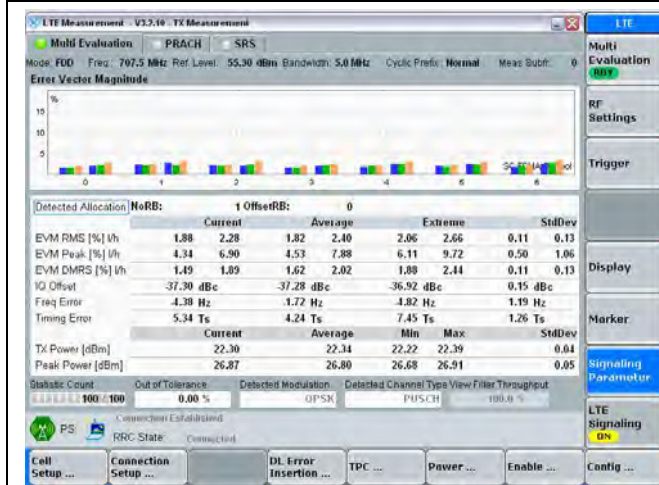 LTE Measurement - V3.2.10 - TX Measurement
LTE
Multi Evaluation PRACH SRS
Mode: FDD Freq.: 707.5 MHz Ref. Level: 55.30 dBm Bandwidth: 5.0 MHz Cyclic Prefix: Normal Meas Subfr.: 0
Multi Evaluation
RDY
Error Vector Magnitude
%
15
10
5
0 1 2 3 4 5 6
RF Settings
Trigger
Detected Allocation NoRB: 1 OffsetRB: 0
Current Average Extreme StdDev
EVM RMS [%] l/h 1.88 2.28 1.82 2.40 2.06 2.66 0.11 0.13
EVM Peak [%] l/h 4.34 6.90 4.53 7.88 6.11 9.72 0.50 1.06
EVM DMRS [%] l/h 1.49 1.89 1.62 2.02 1.88 2.44 0.11 0.13
IQ Offset -37.30 dBc -37.28 dBc -36.92 dBc 0.15 dBc
Freq Error -4.38 Hz -1.72 Hz -4.82 Hz 1.19 Hz
Timing Error 5.34 Ts 4.24 Ts 7.45 Ts 1.26 Ts
Current Average Min Max StdDev
TX Power [dBm] 22.30 22.34 22.22 22.39 0.04
Peak Power [dBm] 26.87 26.80 26.68 26.91 0.05
Display
Marker
Statistic Count Out of Tolerance Detected Modulation Detected Channel Type View Filter Throughput
100 / 100 0.00 % QPSK PUSCH 100.0 %
Signaling Parameter
PS: Connection Established
RRC State: Connected
LTE Signaling
ON
Cell Setup ... Connection Setup ... DL Error Insertion ... TPC ... Power ... Enable ... Config ...